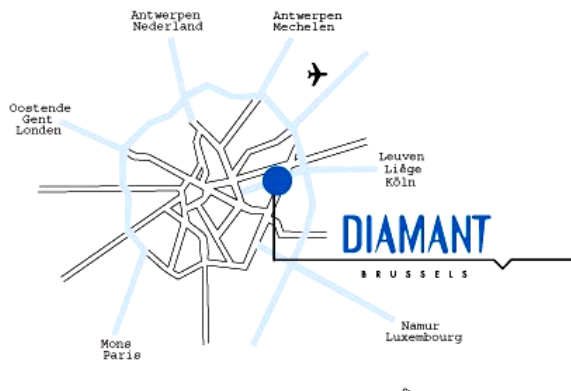 Antwerpen
Nederland
Antwerpen
Mechelen
Oostende
Gent
Londen
Leuven
Liège
Köln
DIAMANT
BRUSSELS
Namur
Luxembourg
Mons
Paris